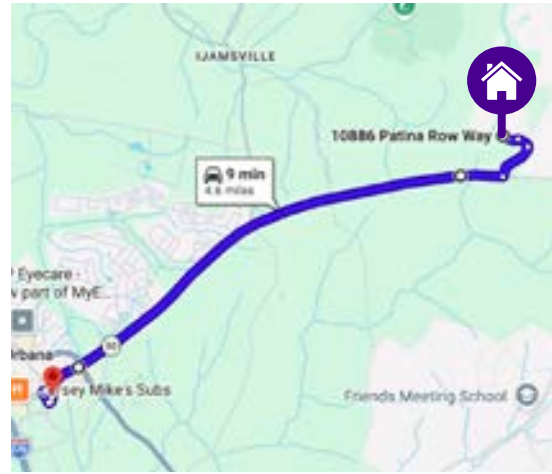 IJAMSVILLE
10886 Patina Row Way
9 min
4.6 miles
Eyecare -
v part of MyE...
80
Urbana
sey Mike's Subs
Friends Meeting School